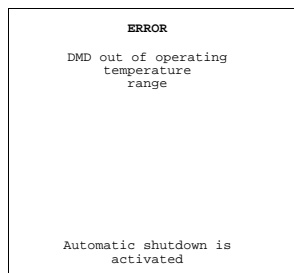 ERROR
DMD out of operating
temperature
range
Automatic shutdown is
activated